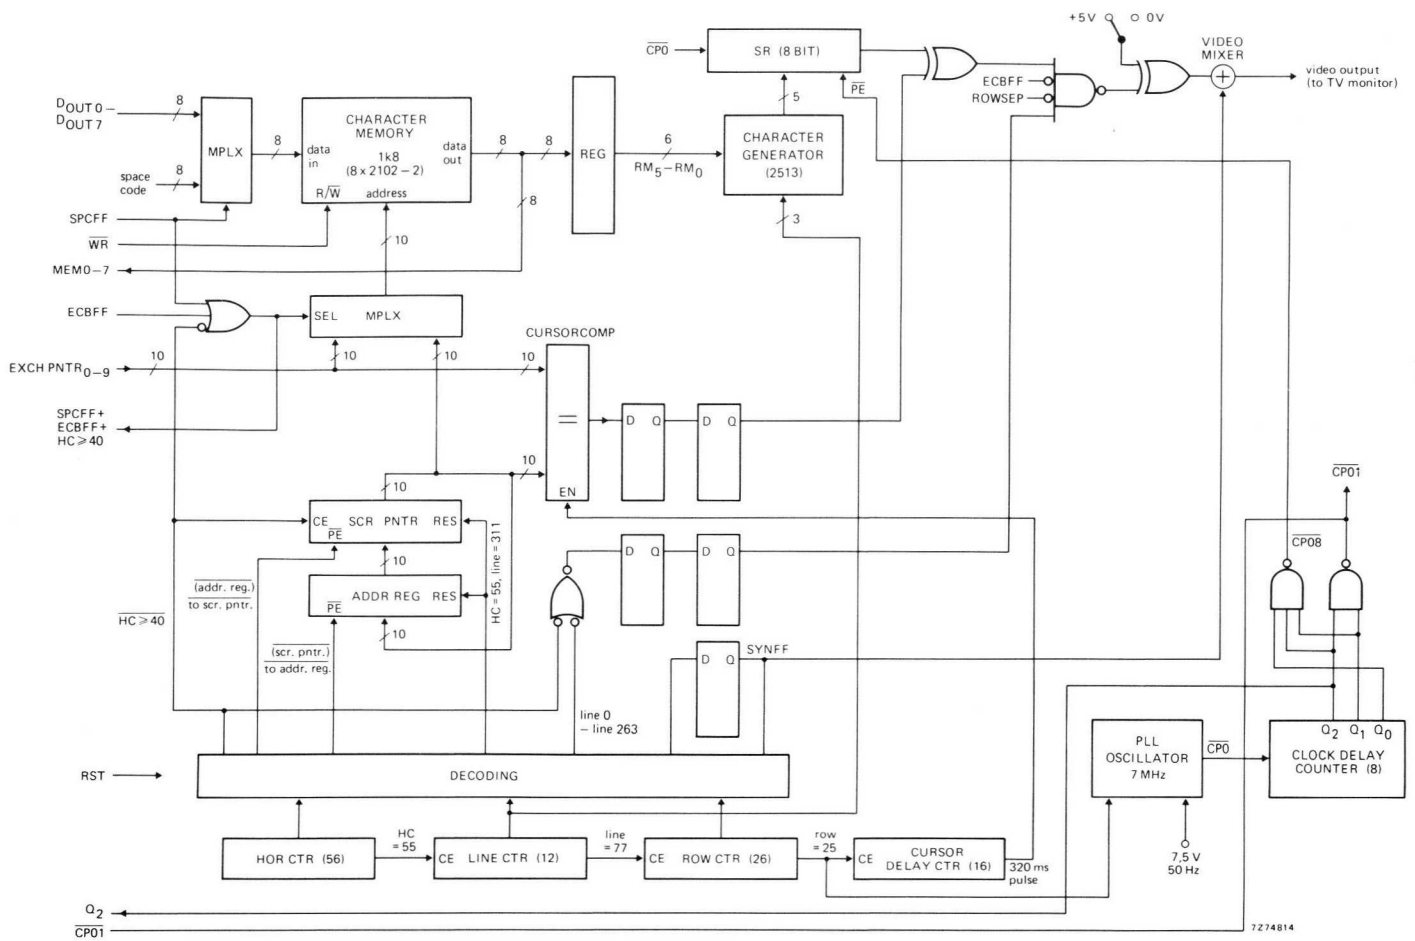 +5V
0V
CP0
SR (8 BIT)
PE
5
ECBFF
ROWSEP
VIDEO
MIXER
video output
(to TV monitor)
DOUT 0 –
DOUT 7
8
MPLX
8
CHARACTER
MEMORY
1k8
(8 x 2102 – 2)
data
in
data
out
R/W
address
8
8
8
REG
6
RM5 – RM0
CHARACTER
GENERATOR
(2513)
3
space
code
8
SPCFF
WR
MEM0–7
10
ECBFF
SEL
MPLX
EXCH PNTR0–9
10
10
10
10
CURSORCOMP
=
EN
SPCFF+
ECBFF+
HC ⩾ 40
10
10
D
Q
D
Q
CE
SCR PNTR
RES
PE
10
ADDR REG
RES
PE
10
HC = 55, line = 311
(addr. reg.)
to scr. pntr.
HC ⩾ 40
(scr. pntr.)
to addr. reg.
D
Q
D
Q
D
Q
SYNFF
line 0
– line 263
CP01
CP08
RST
DECODING
PLL
OSCILLATOR
7 MHz
CP0
Q2
Q1
Q0
CLOCK DELAY
COUNTER (8)
7,5 V
50 Hz
HOR CTR (56)
HC
= 55
CE
LINE CTR (12)
line
= 77
CE
ROW CTR (26)
row
= 25
CE
CURSOR
DELAY CTR (16)
320 ms
pulse
Q2
CP01
7Z74814